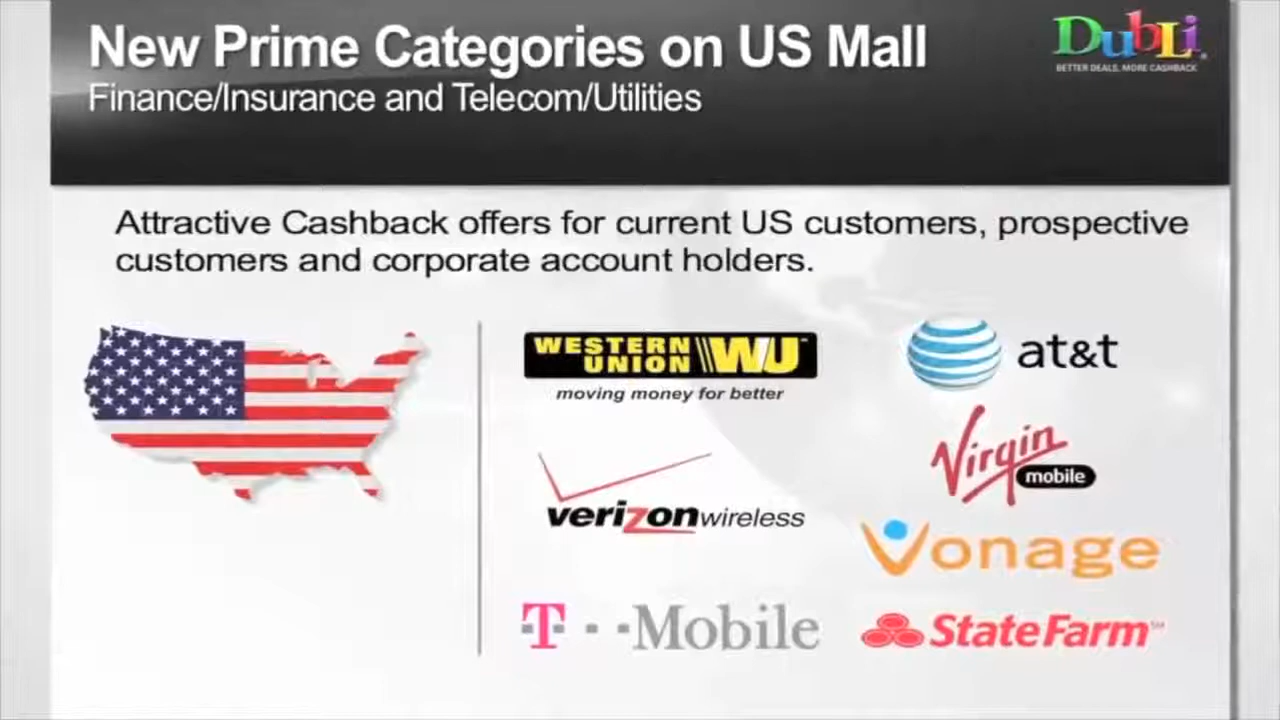 New Prime Categories on US Mall
Finance/Insurance and Telecom/Utilities
DubLi®
BETTER DEALS, MORE CASHBACK
Attractive Cashback offers for current US customers, prospective
customers and corporate account holders.
WESTERN
UNION WU
moving money for better
at&t
Virgin
mobile
verizonwireless
Vonage
T··Mobile
State Farm℠